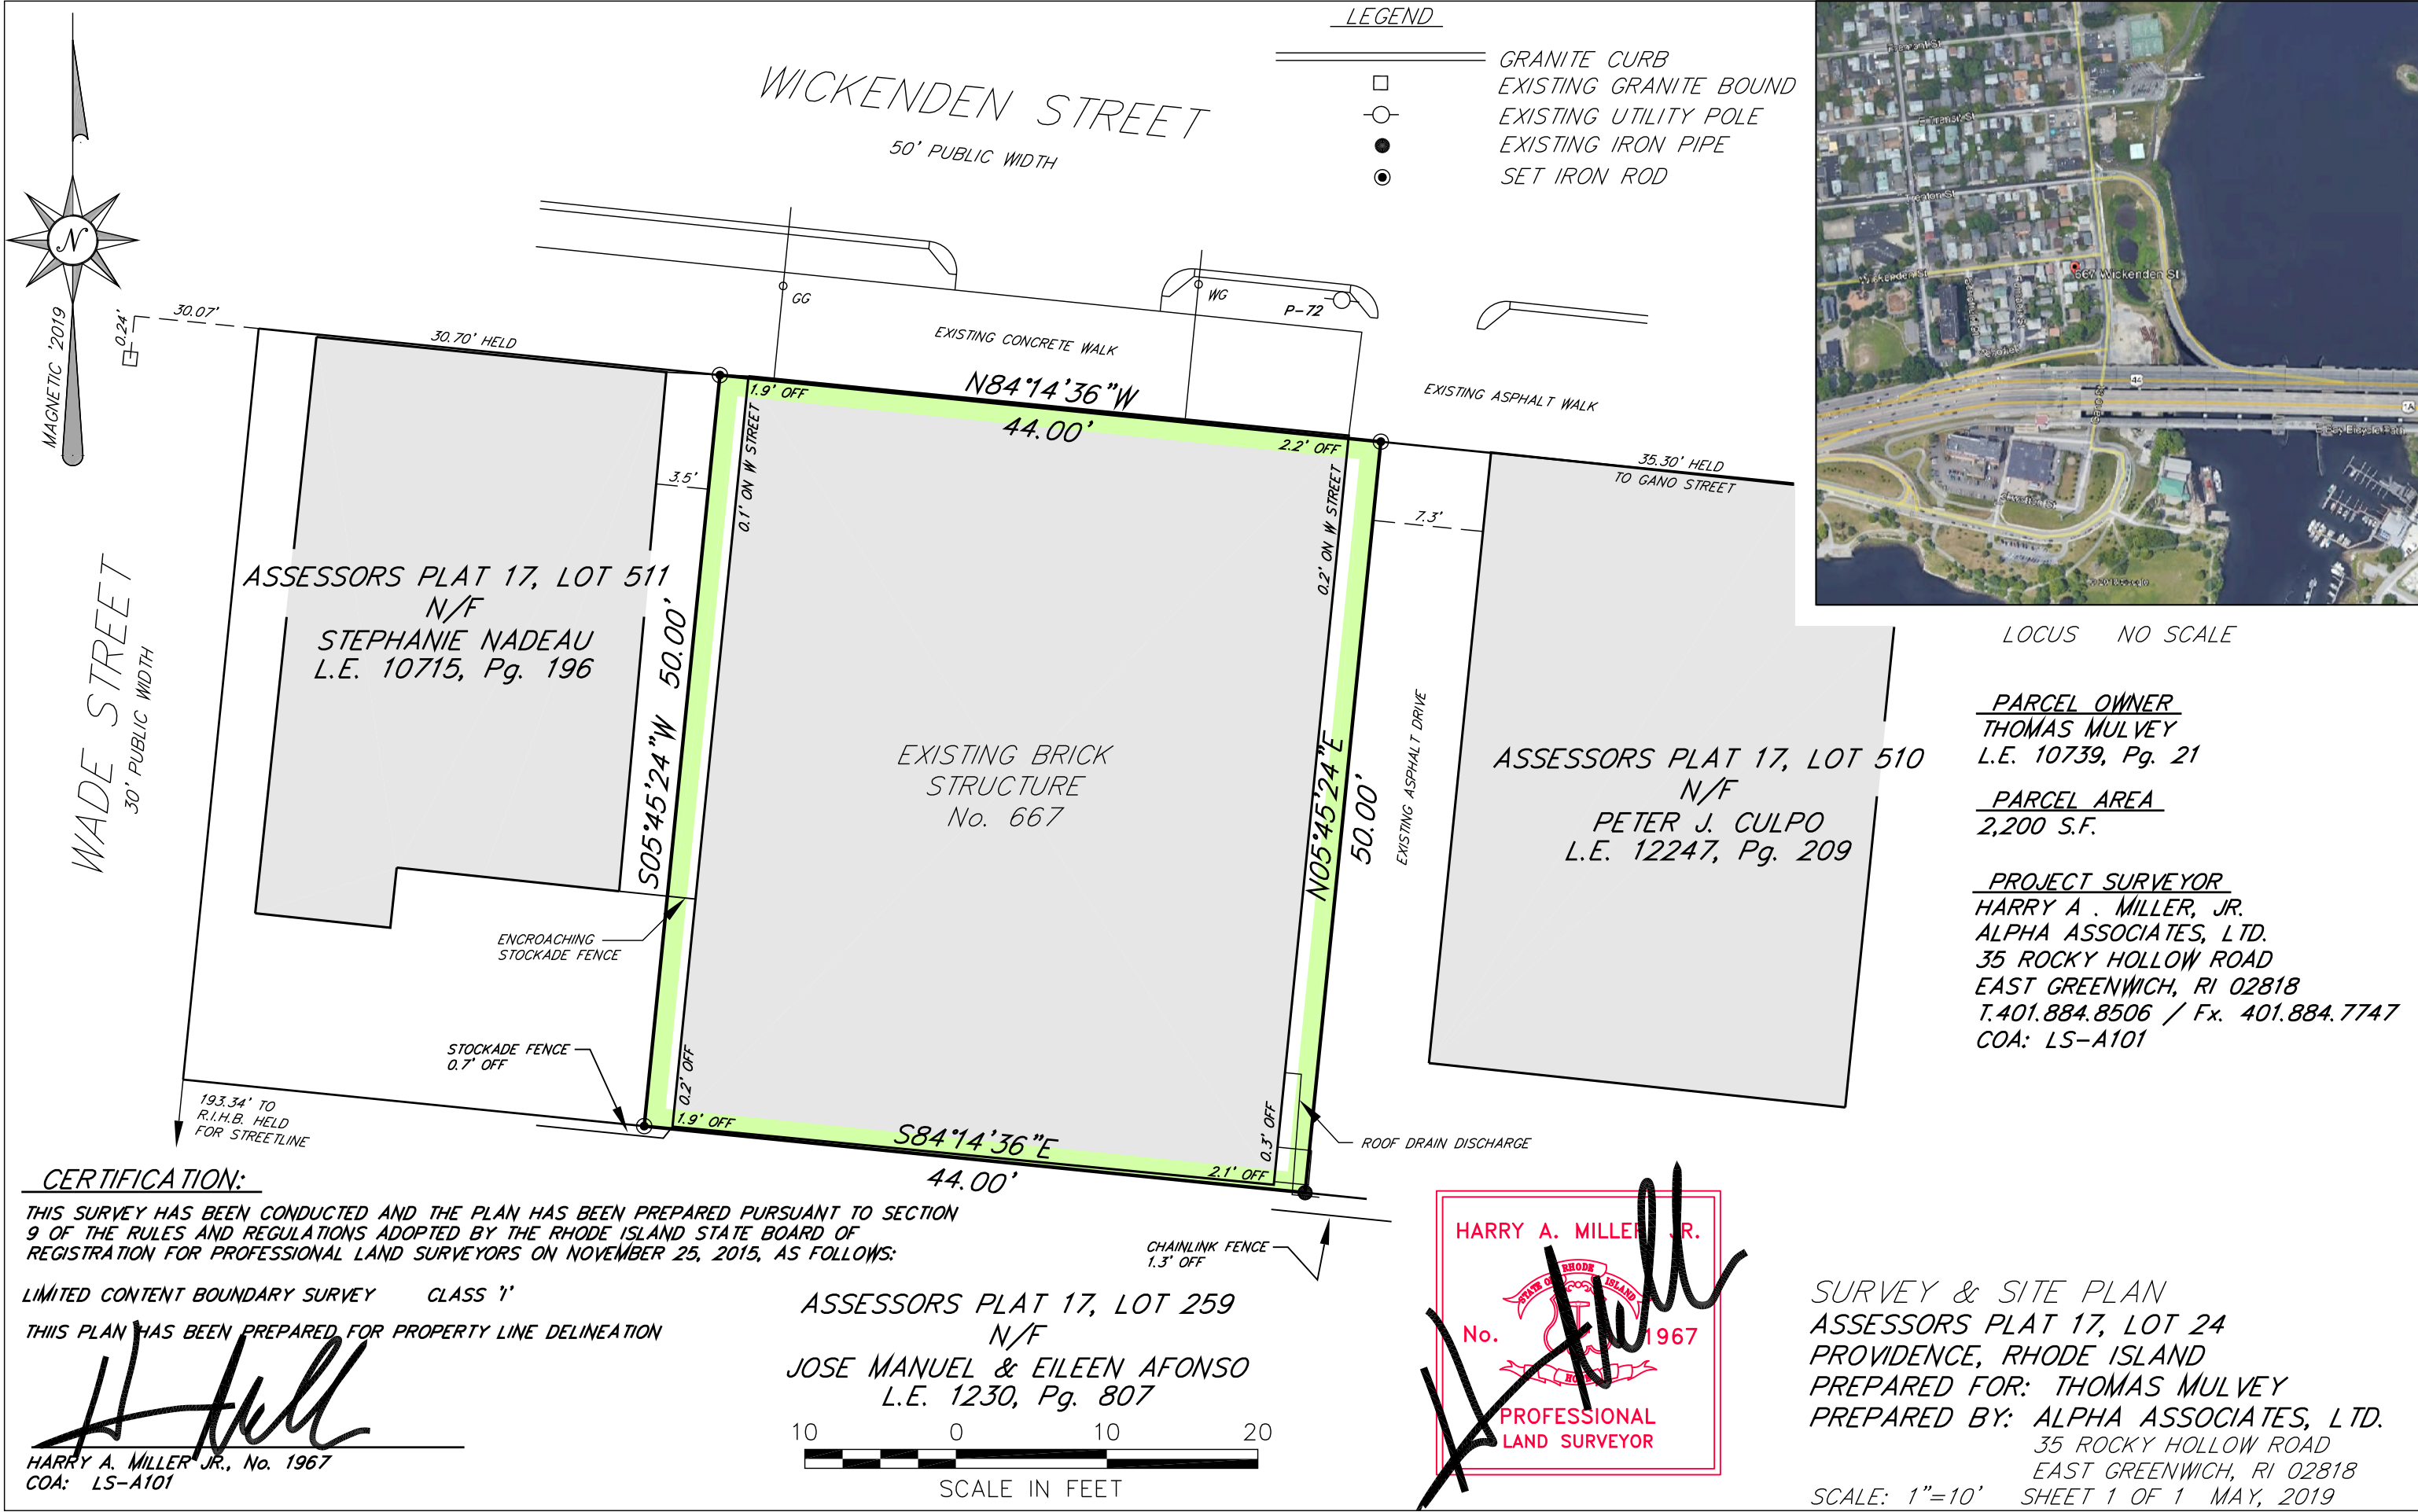 LEGEND
GRANITE CURB
EXISTING GRANITE BOUND
EXISTING UTILITY POLE
EXISTING IRON PIPE
SET IRON ROD
WICKENDEN STREET
50' PUBLIC WIDTH
N
MAGNETIC '2019
0.24'
30.07'
30.70' HELD
GG
WG
P-72
EXISTING CONCRETE WALK
EXISTING ASPHALT WALK
N84°14'36"W
44.00'
1.9' OFF
2.2' OFF
0.1' ON W STREET
0.2' ON W STREET
3.5'
7.3'
35.30' HELD
TO GANO STREET
WADE STREET
30' PUBLIC WIDTH
ASSESSORS PLAT 17, LOT 511
N/F
STEPHANIE NADEAU
L.E. 10715, Pg. 196
S05°45'24"W 50.00'
EXISTING BRICK
STRUCTURE
No. 667
N05°45'24"E
50.00'
EXISTING ASPHALT DRIVE
ASSESSORS PLAT 17, LOT 510
N/F
PETER J. CULPO
L.E. 12247, Pg. 209
ENCROACHING
STOCKADE FENCE
STOCKADE FENCE
0.7' OFF
0.2' OFF
1.9' OFF
S84°14'36"E
44.00'
2.1' OFF
0.3' OFF
ROOF DRAIN DISCHARGE
CHAINLINK FENCE
1.3' OFF
193.34' TO
R.I.H.B. HELD
FOR STREETLINE
E Transit St
Trenton St
Wickenden St
667 Wickenden St
44
LOCUS NO SCALE
PARCEL OWNER
THOMAS MULVEY
L.E. 10739, Pg. 21
PARCEL AREA
2,200 S.F.
PROJECT SURVEYOR
HARRY A . MILLER, JR.
ALPHA ASSOCIATES, LTD.
35 ROCKY HOLLOW ROAD
EAST GREENWICH, RI 02818
T.401.884.8506 / Fx. 401.884.7747
COA: LS-A101
CERTIFICATION:
THIS SURVEY HAS BEEN CONDUCTED AND THE PLAN HAS BEEN PREPARED PURSUANT TO SECTION
9 OF THE RULES AND REGULATIONS ADOPTED BY THE RHODE ISLAND STATE BOARD OF
REGISTRATION FOR PROFESSIONAL LAND SURVEYORS ON NOVEMBER 25, 2015, AS FOLLOWS:
LIMITED CONTENT BOUNDARY SURVEY CLASS '1'
THIIS PLAN HAS BEEN PREPARED FOR PROPERTY LINE DELINEATION
HARRY A. MILLER JR., No. 1967
COA: LS-A101
ASSESSORS PLAT 17, LOT 259
N/F
JOSE MANUEL & EILEEN AFONSO
L.E. 1230, Pg. 807
10 0 10 20
SCALE IN FEET
HARRY A. MILLER JR.
STATE OF RHODE ISLAND
No. 1967
PROFESSIONAL
LAND SURVEYOR
SURVEY & SITE PLAN
ASSESSORS PLAT 17, LOT 24
PROVIDENCE, RHODE ISLAND
PREPARED FOR: THOMAS MULVEY
PREPARED BY: ALPHA ASSOCIATES, LTD.
35 ROCKY HOLLOW ROAD
EAST GREENWICH, RI 02818
SCALE: 1"=10' SHEET 1 OF 1 MAY, 2019